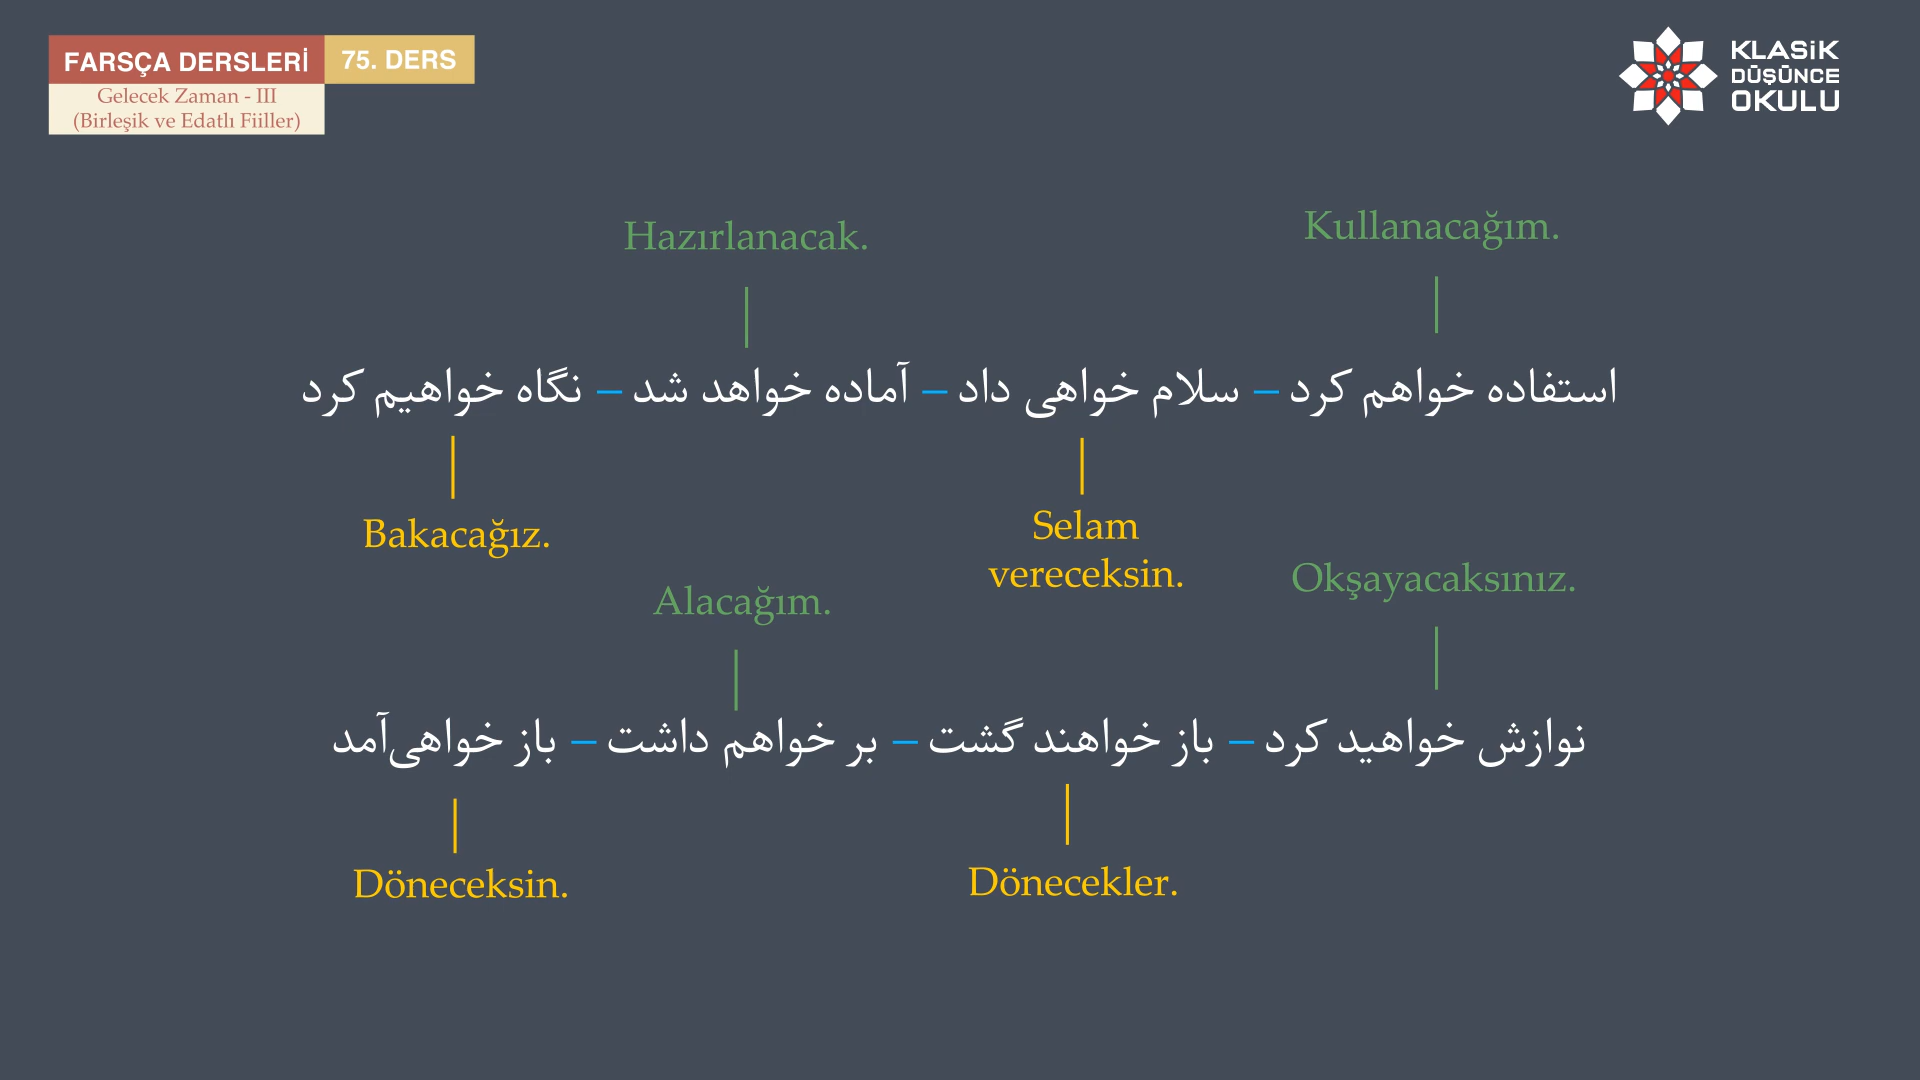 FARSÇA DERSLERİ 75. DERS
Gelecek Zaman - III
(Birleşik ve Edatlı Fiiller)
KLASiK
DÜŞÜNCE
OKULU
Kullanacağım.
Hazırlanacak.
استفاده خواهم کرد – سلام خواهی داد – آماده خواهد شد – نگاه خواهیم کرد
Selam
vereceksin.
Bakacağız.
Okşayacaksınız.
Alacağım.
نوازش خواهید کرد – باز خواهند گشت – بر خواهم داشت – باز خواهی‌آمد
Dönecekler.
Döneceksin.